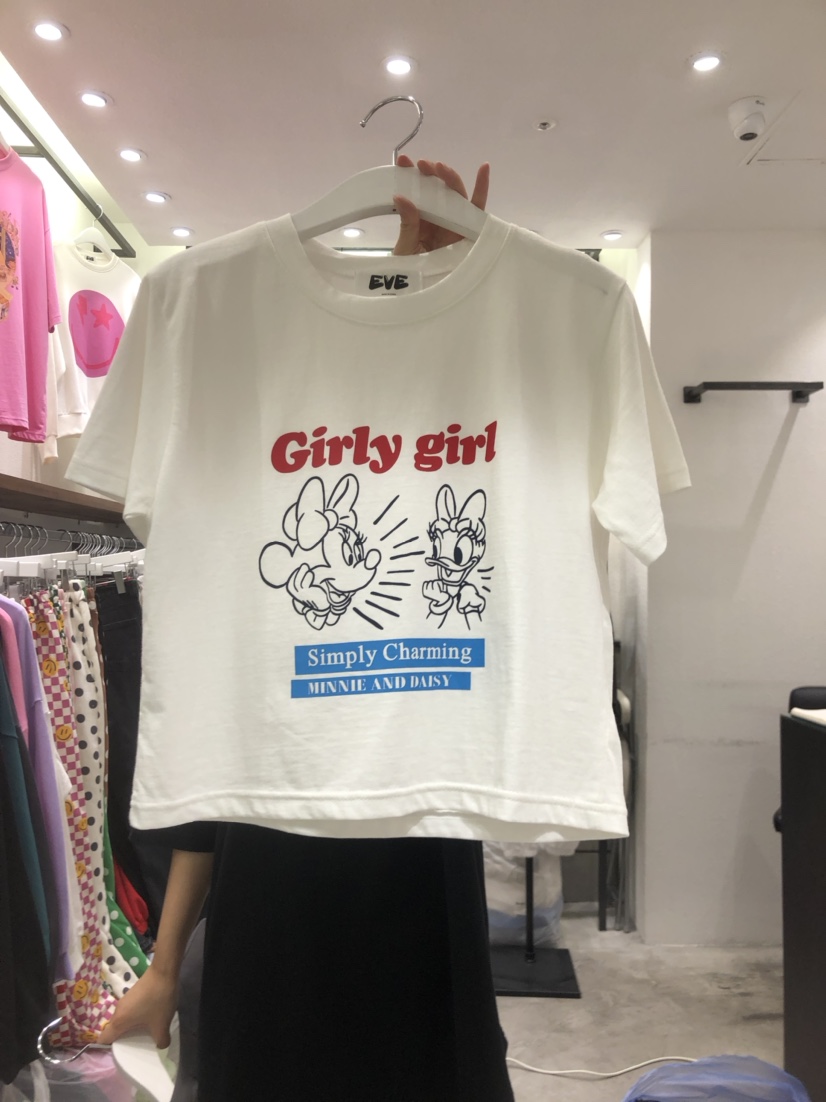 EVE
Girly girl
Simply Charming
MINNIE AND DAISY